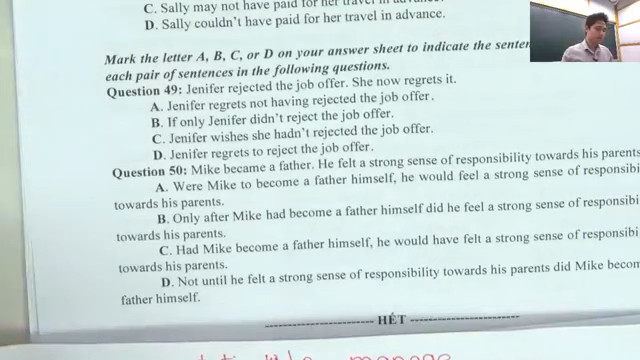 C. Sally may not have paid for her travel in advance.
D. Sally couldn't have paid for her travel in advance.
Mark the letter A, B, C, or D on your answer sheet to indicate the
each pair of sentences in the following questions.
Question 49: Jenifer rejected the job offer. She now regrets it.
A. Jenifer regrets not having rejected the job offer.
B. If only Jenifer didn't reject the job offer.
C. Jenifer wishes she hadn't rejected the job offer.
D. Jenifer regrets to reject the job offer.
Question 50: Mike became a father. He felt a strong sense of responsibility towards his parents
A. Were Mike to become a father himself, he would feel a strong sense of
towards his parents.
B. Only after Mike had become a father himself did he feel a strong sense of
towards his parents.
C. Had Mike become a father himself, he would have felt a strong sense of
towards his parents.
D. Not until he felt a strong sense of responsibility towards his parents did Mike
father himself.
HẾT
manage